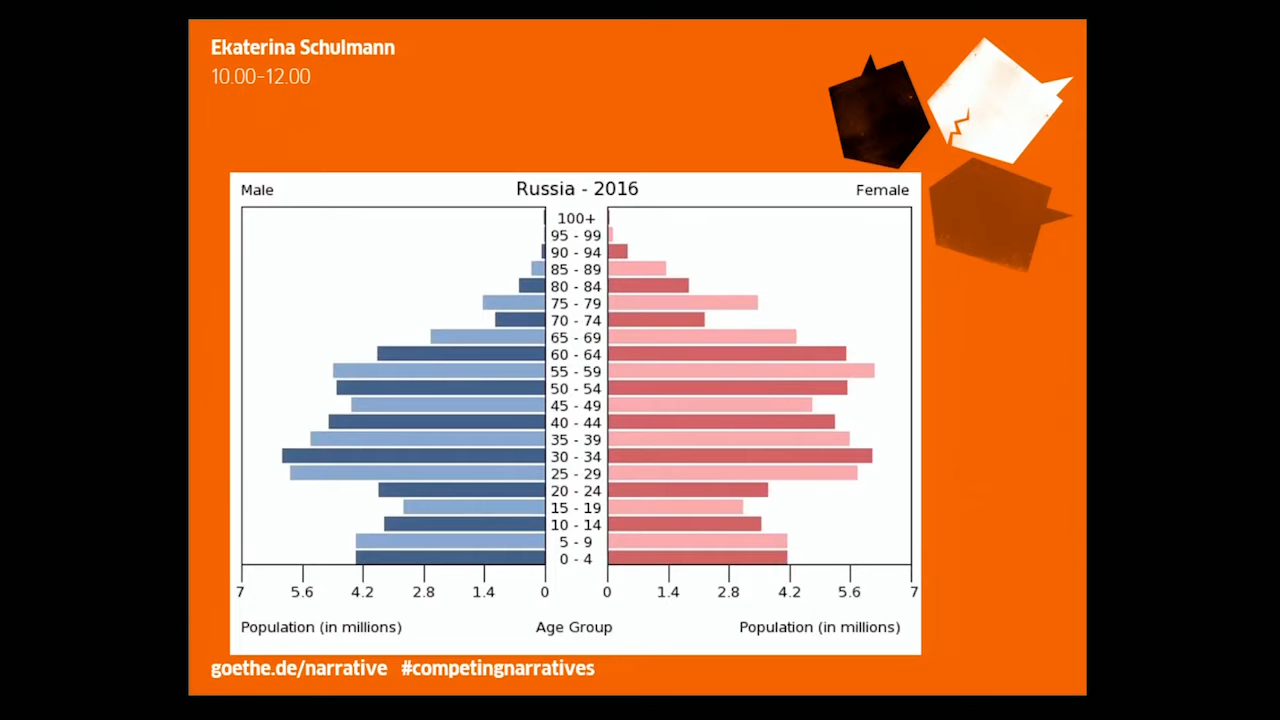 Ekaterina Schulmann
10.00-12.00
Male Russia - 2016 Female
100+
95 - 99
90 - 94
85 - 89
80 - 84
75 - 79
70 - 74
65 - 69
60 - 64
55 - 59
50 - 54
45 - 49
40 - 44
35 - 39
30 - 34
25 - 29
20 - 24
15 - 19
10 - 14
5 - 9
0 - 4
7 5.6 4.2 2.8 1.4 0 0 1.4 2.8 4.2 5.6 7
Population (in millions) Age Group Population (in millions)
goethe.de/narrative #competingnarratives